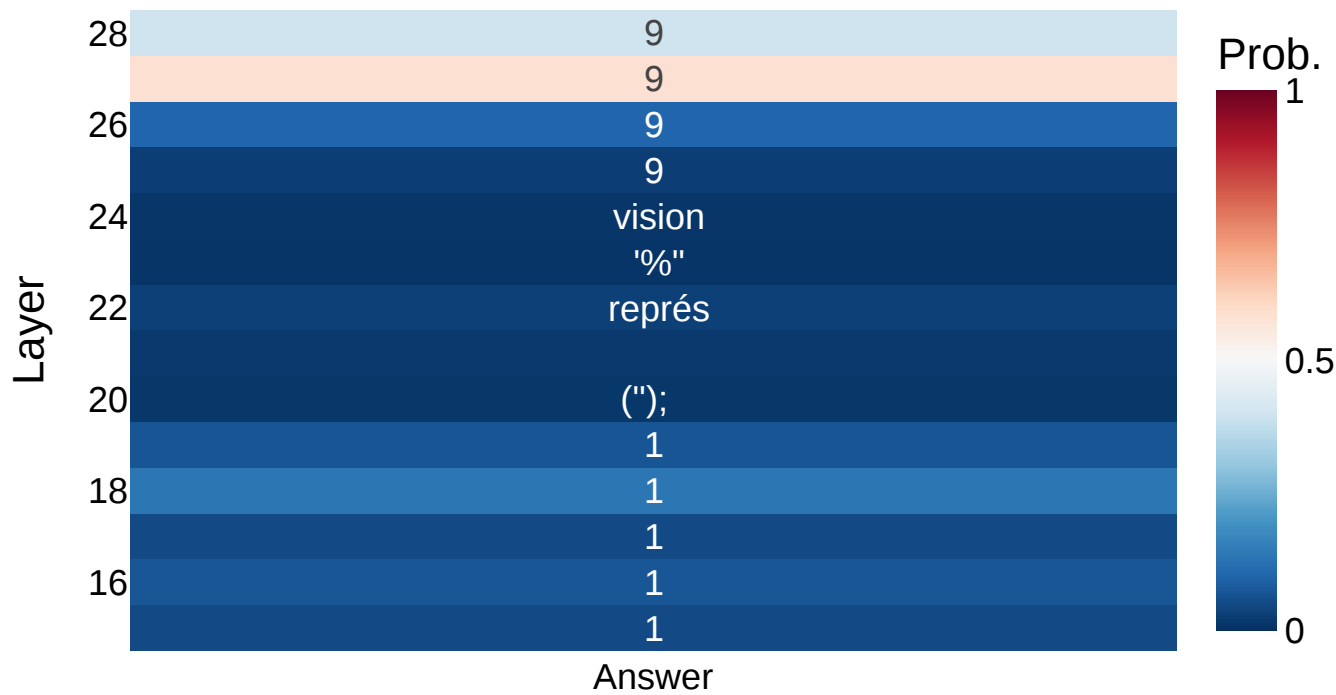 28 9
9
26 9
9
24 vision
'%"
22 représ
20 (");
1
18 1
1
16 1
1
Layer
Answer
Prob.
1
0.5
0